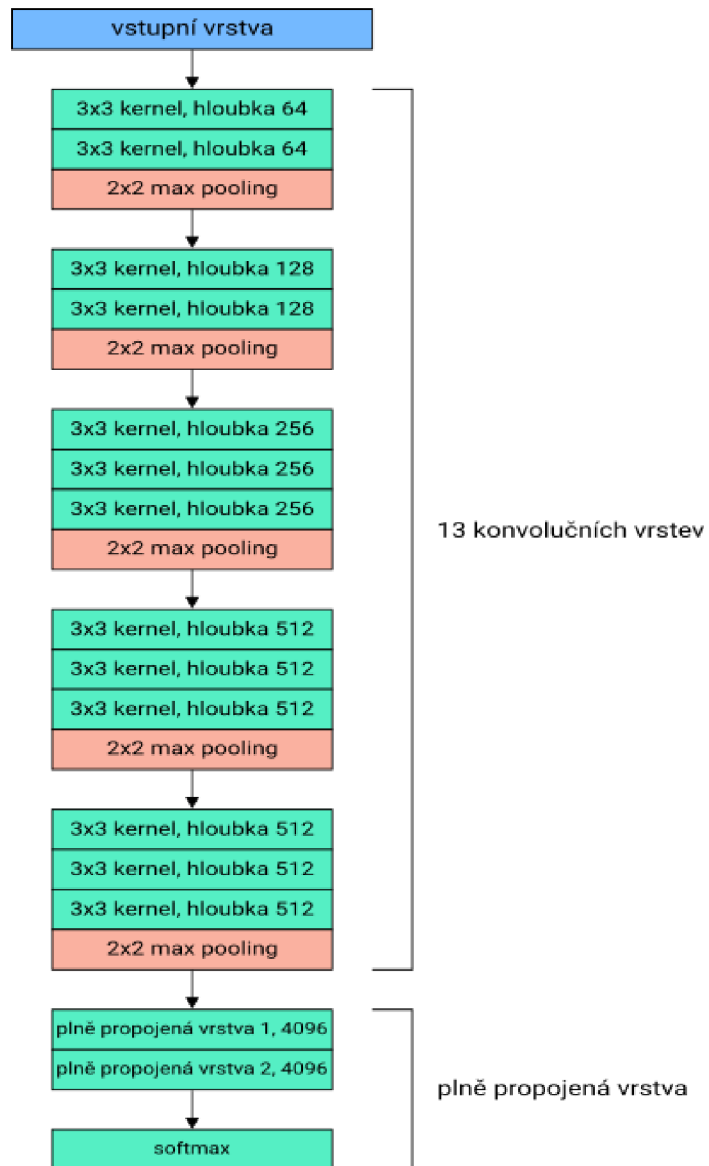 vstupní vrstva
3x3 kernel, hloubka 64
3x3 kernel, hloubka 64
2x2 max pooling
3x3 kernel, hloubka 128
3x3 kernel, hloubka 128
2x2 max pooling
3x3 kernel, hloubka 256
3x3 kernel, hloubka 256
3x3 kernel, hloubka 256
2x2 max pooling
13 konvolučních vrstev
3x3 kernel, hloubka 512
3x3 kernel, hloubka 512
3x3 kernel, hloubka 512
2x2 max pooling
3x3 kernel, hloubka 512
3x3 kernel, hloubka 512
3x3 kernel, hloubka 512
2x2 max pooling
plně propojená vrstva 1, 4096
plně propojená vrstva 2, 4096
plně propojená vrstva
softmax